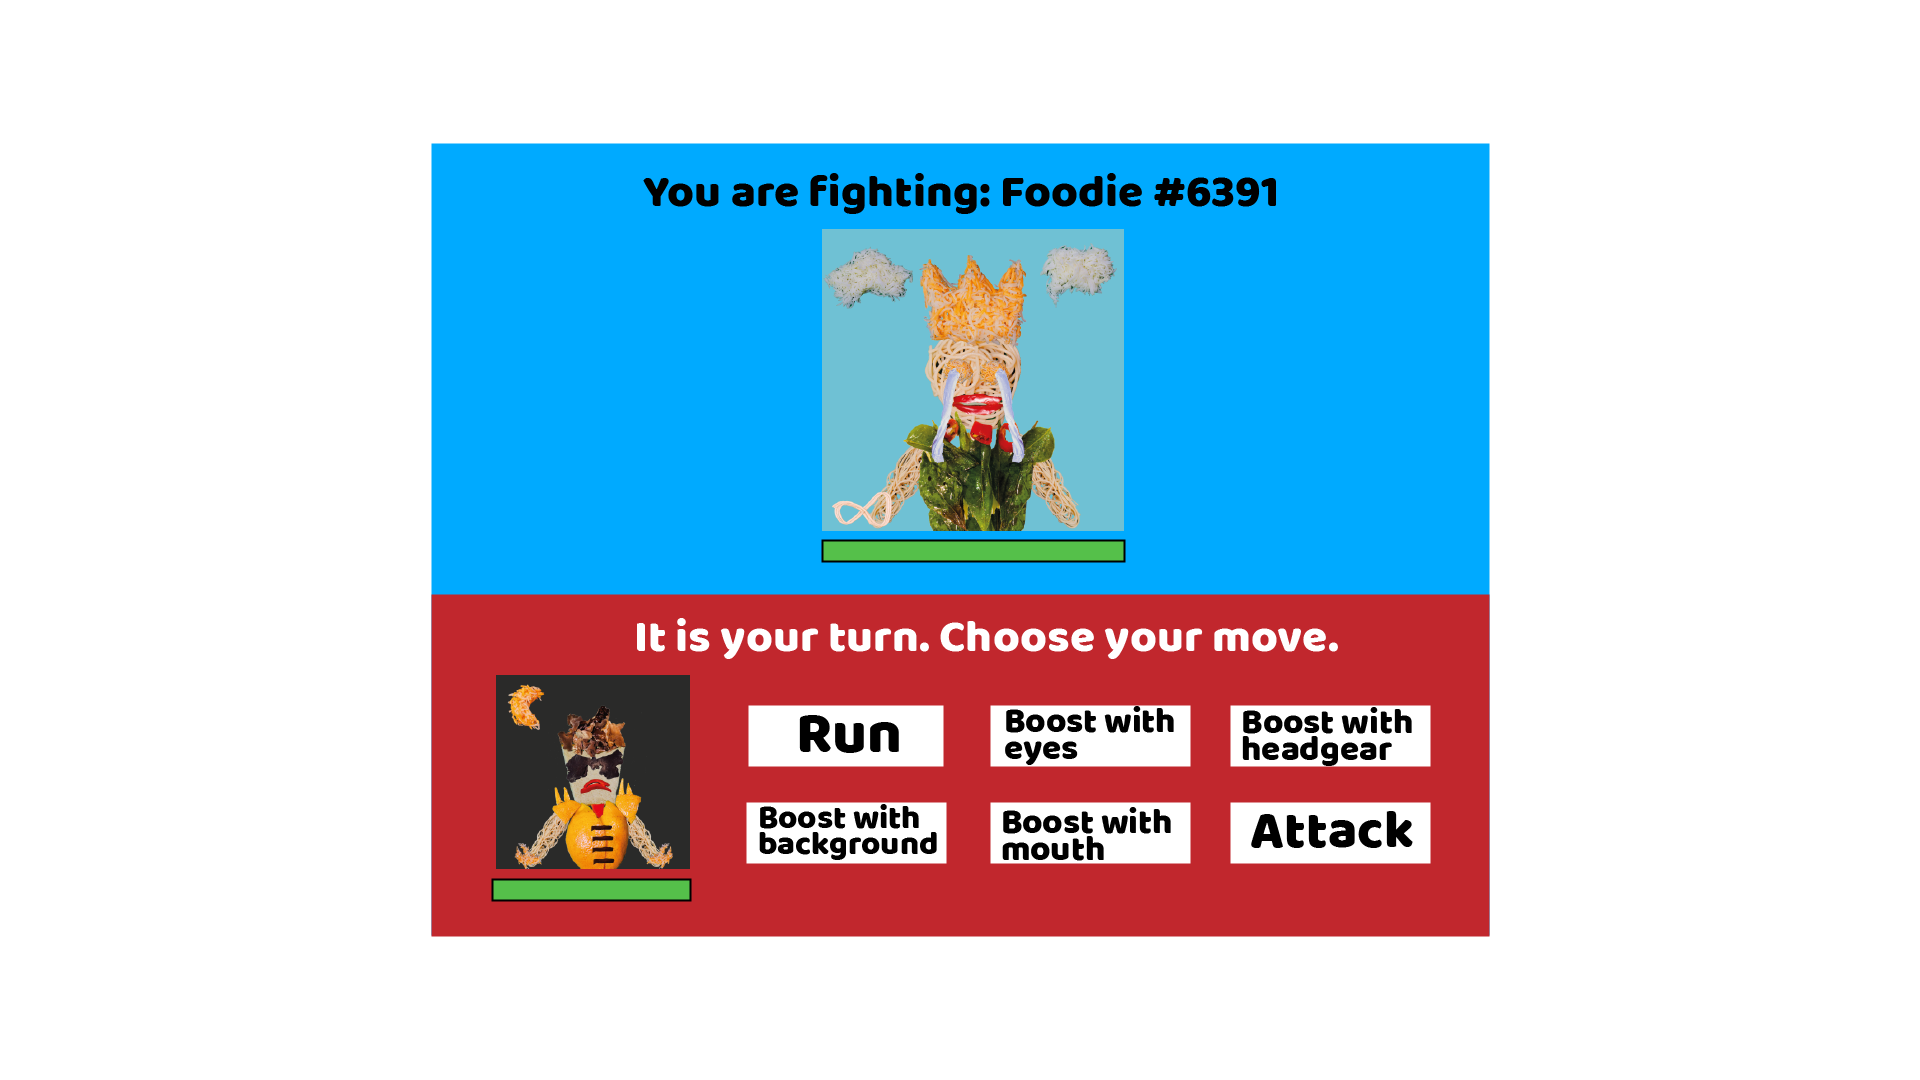 You are fighting: Foodie #6391
It is your turn. Choose your move.
Run
Boost with
eyes
Boost with
headgear
Boost with
background
Boost with
mouth
Attack